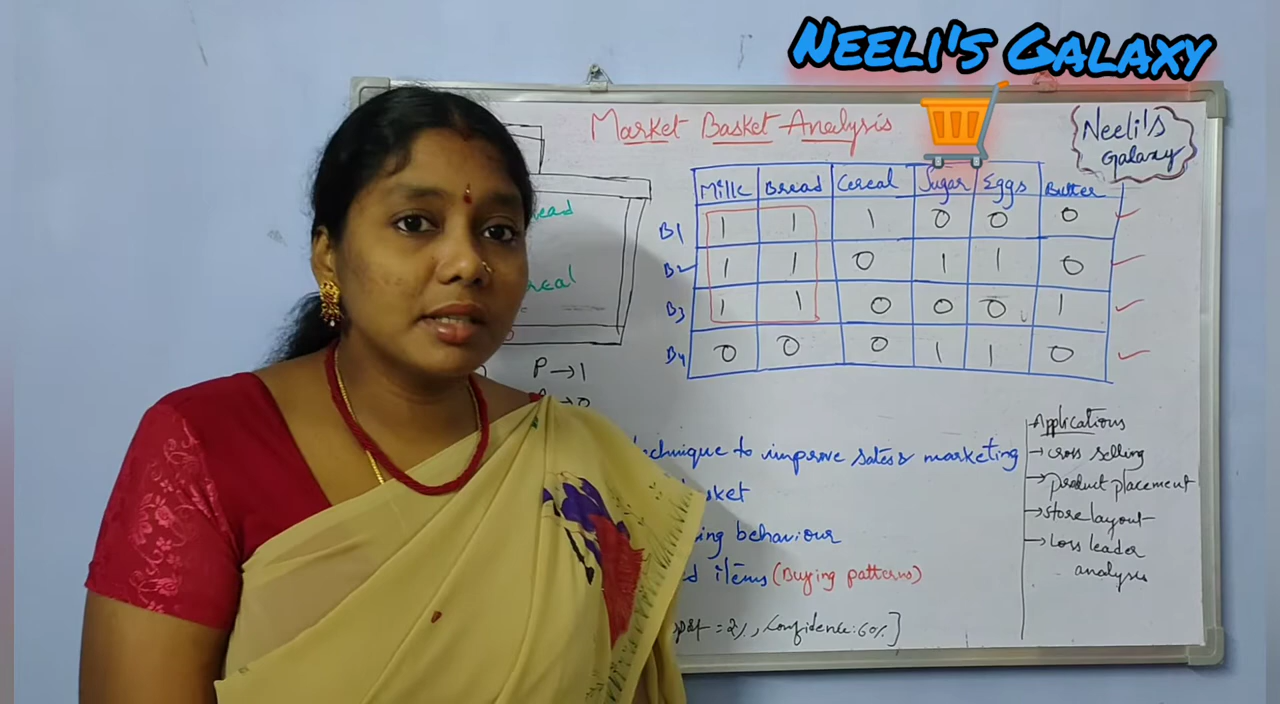 NEELI'S GALAXY
Market Basket Analysis
Neeli's
Galaxy
Milk Bread Cereal Sugar Eggs Butter
B1 1 1 1 0 0 0
B2 1 1 0 1 1 0
B3 1 1 0 0 0 1
B4 0 0 0 1 1 0
P → 1
→ 0
to improve sales & marketing
behaviour
items (Buying patterns)
= 2%, Confidence: 60%]
Applications
→ cross selling
→ Product placement
→ store layout
→ Loss leader
analysis